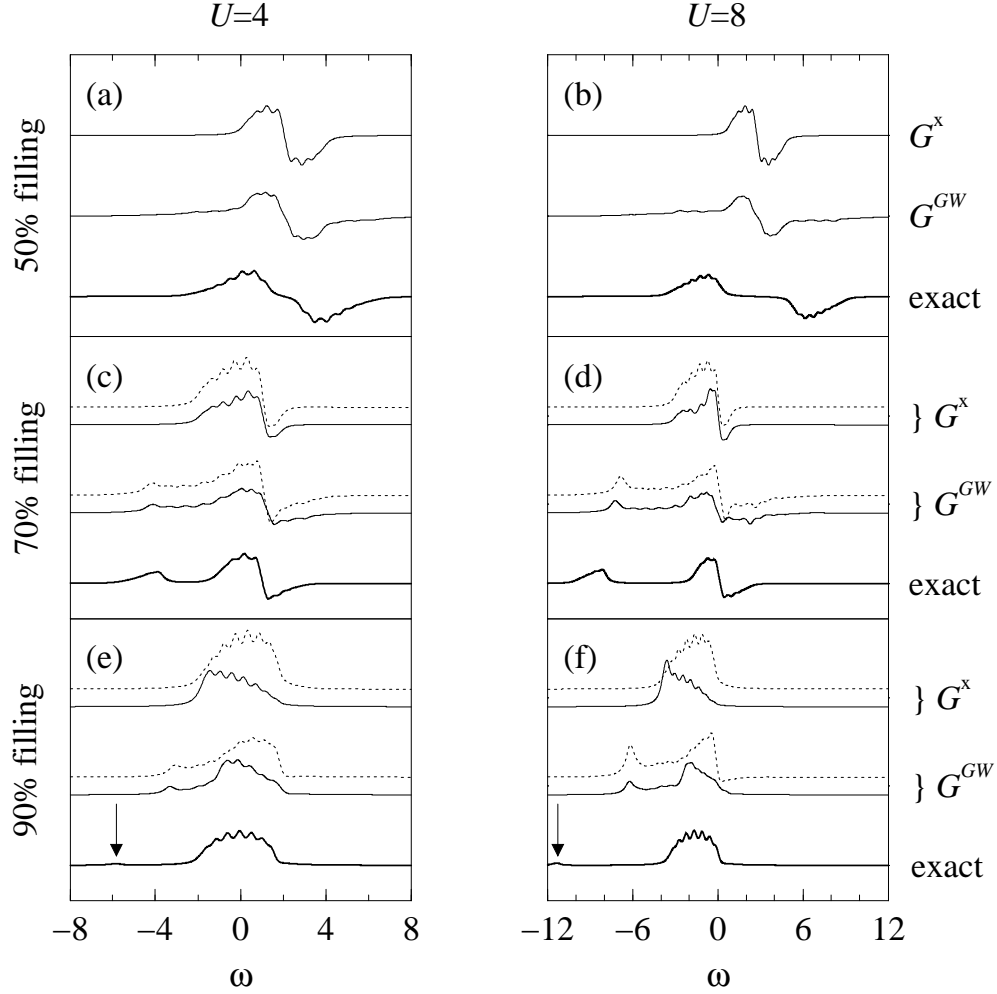 U=4
U=8
50% filling
(a)
(b)
G^x
G^GW
exact
70% filling
(c)
(d)
} G^x
} G^GW
exact
90% filling
(e)
(f)
} G^x
} G^GW
exact
−8 −4 0 4 8
−12 −6 0 6 12
ω
ω